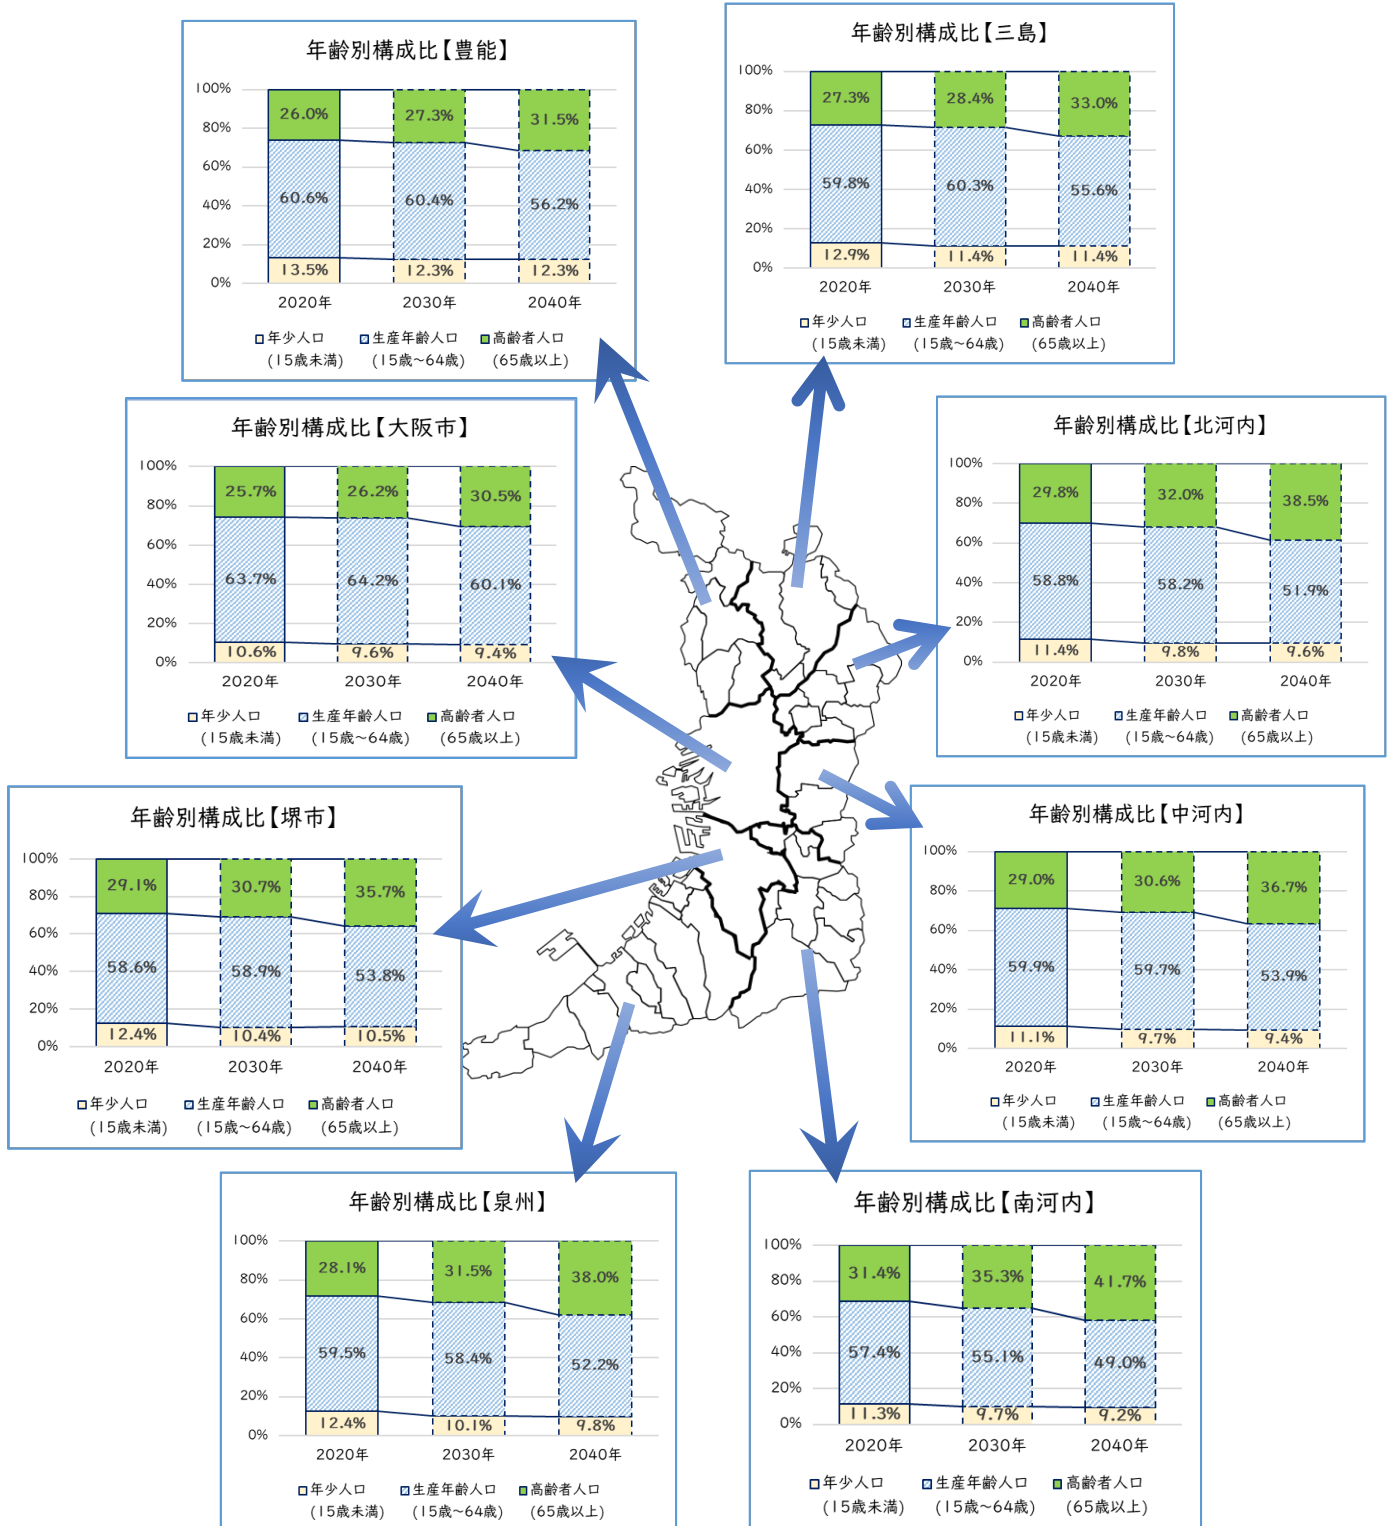 年齢別構成比【豊能】
100%
80%
60%
40%
20%
0%
26.0%
27.3%
31.5%
60.6%
60.4%
56.2%
13.5%
12.3%
12.3%
2020年
2030年
2040年
年少人口
(15歳未満)
生産年齢人口
(15歳~64歳)
高齢者人口
(65歳以上)
年齢別構成比【三島】
100%
80%
60%
40%
20%
0%
27.3%
28.4%
33.0%
59.8%
60.3%
55.6%
12.9%
11.4%
11.4%
2020年
2030年
2040年
年少人口
(15歳未満)
生産年齢人口
(15歳~64歳)
高齢者人口
(65歳以上)
年齢別構成比【大阪市】
100%
80%
60%
40%
20%
0%
25.7%
26.2%
30.5%
63.7%
64.2%
60.1%
10.6%
9.6%
9.4%
2020年
2030年
2040年
年少人口
(15歳未満)
生産年齢人口
(15歳~64歳)
高齢者人口
(65歳以上)
年齢別構成比【北河内】
100%
80%
60%
40%
20%
0%
29.8%
32.0%
38.5%
58.8%
58.2%
51.9%
11.4%
9.8%
9.6%
2020年
2030年
2040年
年少人口
(15歳未満)
生産年齢人口
(15歳~64歳)
高齢者人口
(65歳以上)
年齢別構成比【堺市】
100%
80%
60%
40%
20%
0%
29.1%
30.7%
35.7%
58.6%
58.9%
53.8%
12.4%
10.4%
10.5%
2020年
2030年
2040年
年少人口
(15歳未満)
生産年齢人口
(15歳~64歳)
高齢者人口
(65歳以上)
年齢別構成比【中河内】
100%
80%
60%
40%
20%
0%
29.0%
30.6%
36.7%
59.9%
59.7%
53.9%
11.1%
9.7%
9.4%
2020年
2030年
2040年
年少人口
(15歳未満)
生産年齢人口
(15歳~64歳)
高齢者人口
(65歳以上)
年齢別構成比【泉州】
100%
80%
60%
40%
20%
0%
28.1%
31.5%
38.0%
59.5%
58.4%
52.2%
12.4%
10.1%
9.8%
2020年
2030年
2040年
年少人口
(15歳未満)
生産年齢人口
(15歳~64歳)
高齢者人口
(65歳以上)
年齢別構成比【南河内】
100%
80%
60%
40%
20%
0%
31.4%
35.3%
41.7%
57.4%
55.1%
49.0%
11.3%
9.7%
9.2%
2020年
2030年
2040年
年少人口
(15歳未満)
生産年齢人口
(15歳~64歳)
高齢者人口
(65歳以上)